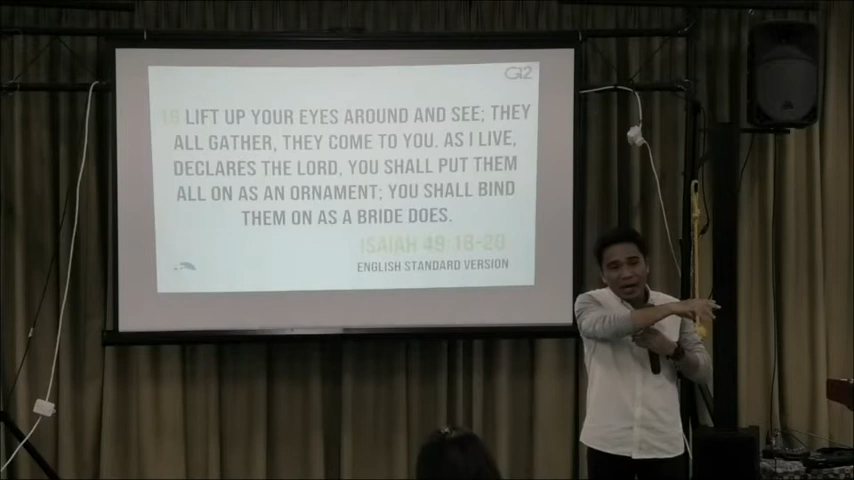 G12
18 LIFT UP YOUR EYES AROUND AND SEE; THEY
ALL GATHER, THEY COME TO YOU. AS I LIVE,
DECLARES THE LORD, YOU SHALL PUT THEM
ALL ON AS AN ORNAMENT; YOU SHALL BIND
THEM ON AS A BRIDE DOES.
ISAIAH 49:18-20
ENGLISH STANDARD VERSION